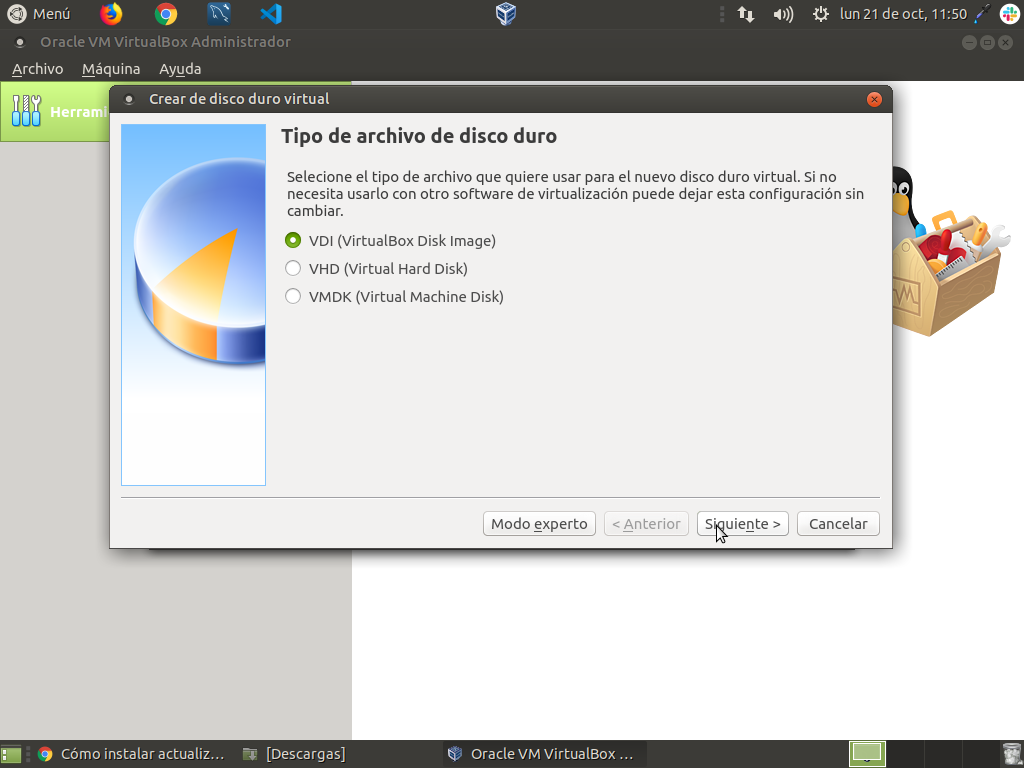 Menú
lun 21 de oct, 11:50
Oracle VM VirtualBox Administrador
Archivo Máquina Ayuda
Herrami
Crear de disco duro virtual
Tipo de archivo de disco duro
Selecione el tipo de archivo que quiere usar para el nuevo disco duro virtual. Si no
necesita usarlo con otro software de virtualización puede dejar esta configuración sin
cambiar.
VDI (VirtualBox Disk Image)
VHD (Virtual Hard Disk)
VMDK (Virtual Machine Disk)
Modo experto < Anterior Siguiente > Cancelar
Cómo instalar actualiz... [Descargas] Oracle VM VirtualBox ...